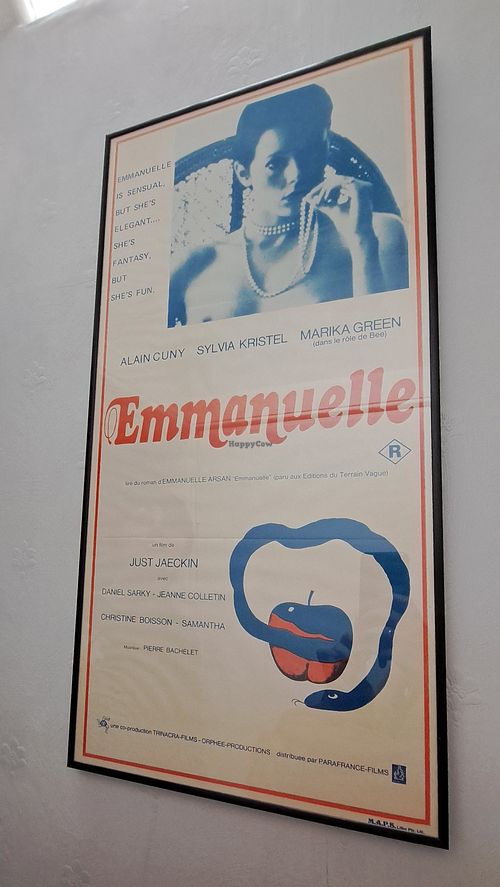 EMMANUELLE
IS SENSUAL,
BUT SHE'S
ELEGANT....
SHE'S
FANTASY,
BUT
SHE'S FUN.
ALAIN CUNY SYLVIA KRISTEL MARIKA GREEN
(dans le rôle de Bee)
Emmanuelle
HappyCow
R
tiré du roman d'EMMANUELLE ARSAN "Emmanuelle" (paru aux Editions du Terrain Vague)
un film de
JUST JAECKIN
avec
DANIEL SARKY - JEANNE COLLETIN
CHRISTINE BOISSON - SAMANTHA
Musique: PIERRE BACHELET
une co-production TRINACRA-FILMS - ORPHEE-PRODUCTIONS distribuée par PARAFRANCE-FILMS
M.A.P.S. Litho Pty. Ltd.